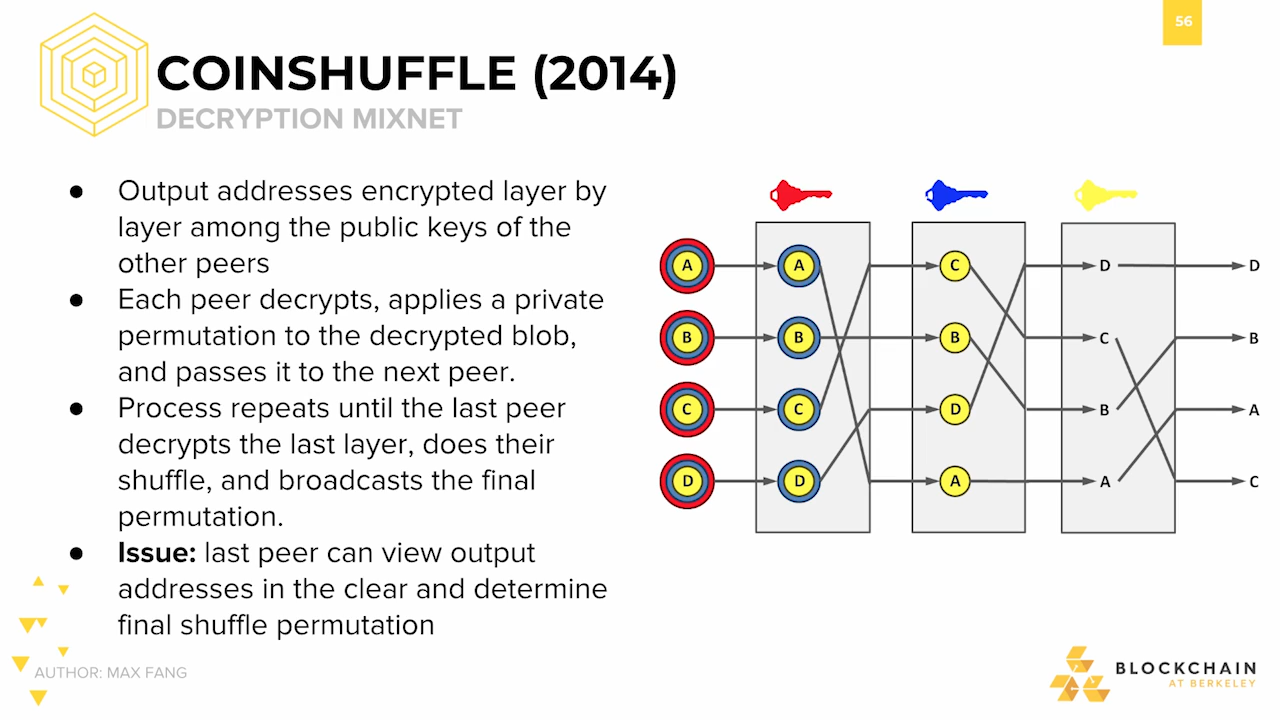 56
COINSHUFFLE (2014)
DECRYPTION MIXNET
● Output addresses encrypted layer by
layer among the public keys of the
other peers
● Each peer decrypts, applies a private
permutation to the decrypted blob,
and passes it to the next peer.
● Process repeats until the last peer
decrypts the last layer, does their
shuffle, and broadcasts the final
permutation.
● Issue: last peer can view output
addresses in the clear and determine
final shuffle permutation
A A C D D
B B B C B
C C D B A
D D A A C
AUTHOR: MAX FANG
BLOCKCHAIN
AT BERKELEY